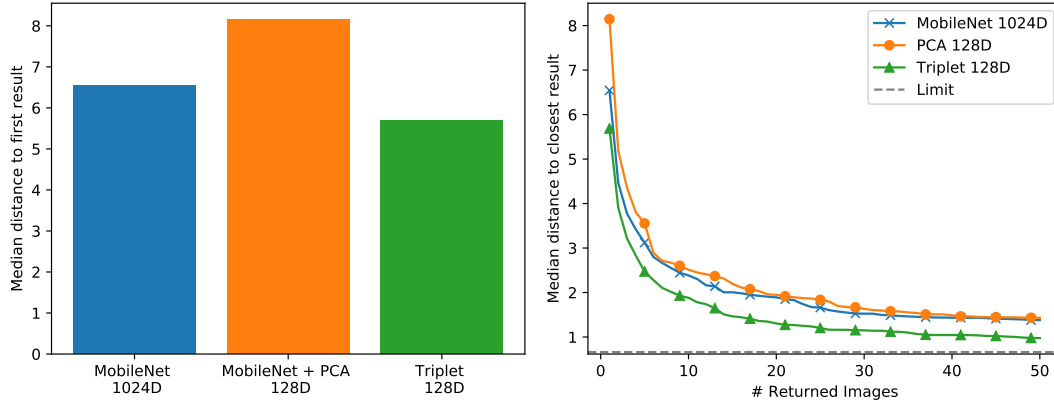 Median distance to first result
8
7
6
5
4
3
2
1
0
MobileNet
1024D
MobileNet + PCA
128D
Triplet
128D
Median distance to closest result
8
7
6
5
4
3
2
1
0 10 20 30 40 50
# Returned Images
MobileNet 1024D
PCA 128D
Triplet 128D
Limit